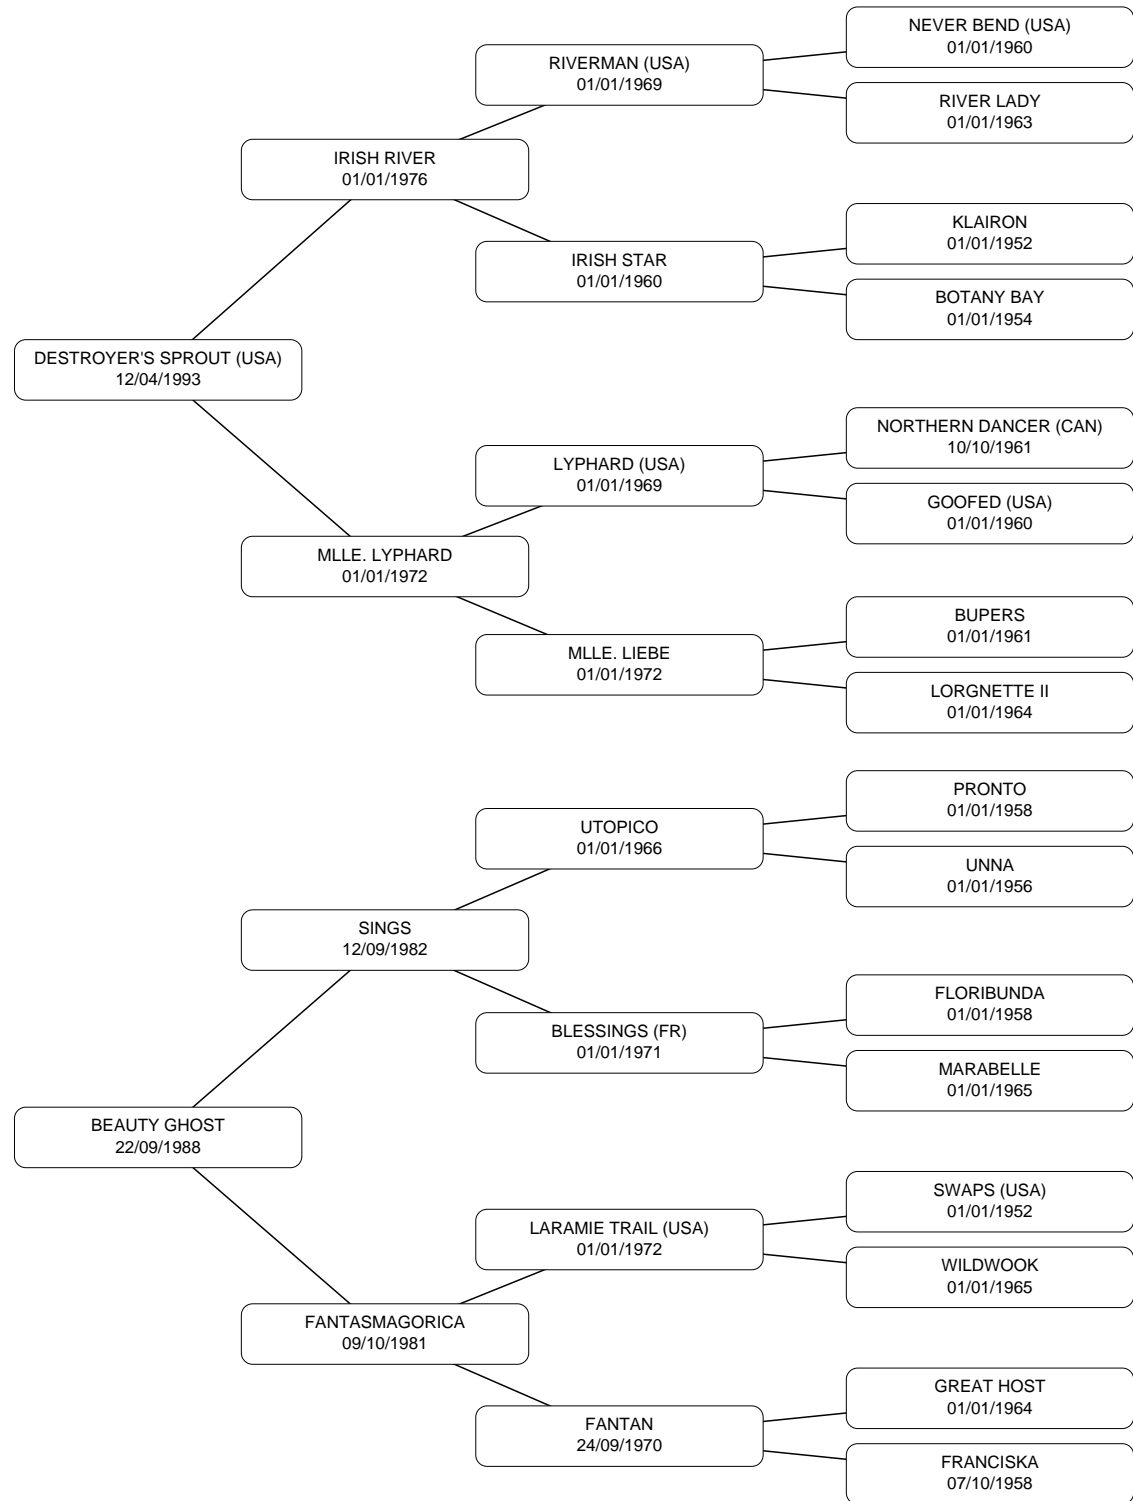 NEVER BEND (USA)
01/01/1960
RIVERMAN (USA)
01/01/1969
RIVER LADY
01/01/1963
IRISH RIVER
01/01/1976
KLAIRON
01/01/1952
IRISH STAR
01/01/1960
BOTANY BAY
01/01/1954
DESTROYER'S SPROUT (USA)
12/04/1993
NORTHERN DANCER (CAN)
10/10/1961
LYPHARD (USA)
01/01/1969
GOOFED (USA)
01/01/1960
MLLE. LYPHARD
01/01/1972
BUPERS
01/01/1961
MLLE. LIEBE
01/01/1972
LORGNETTE II
01/01/1964
PRONTO
01/01/1958
UTOPICO
01/01/1966
UNNA
01/01/1956
SINGS
12/09/1982
FLORIBUNDA
01/01/1958
BLESSINGS (FR)
01/01/1971
MARABELLE
01/01/1965
BEAUTY GHOST
22/09/1988
SWAPS (USA)
01/01/1952
LARAMIE TRAIL (USA)
01/01/1972
WILDWOOK
01/01/1965
FANTASMAGORICA
09/10/1981
GREAT HOST
01/01/1964
FANTAN
24/09/1970
FRANCISKA
07/10/1958